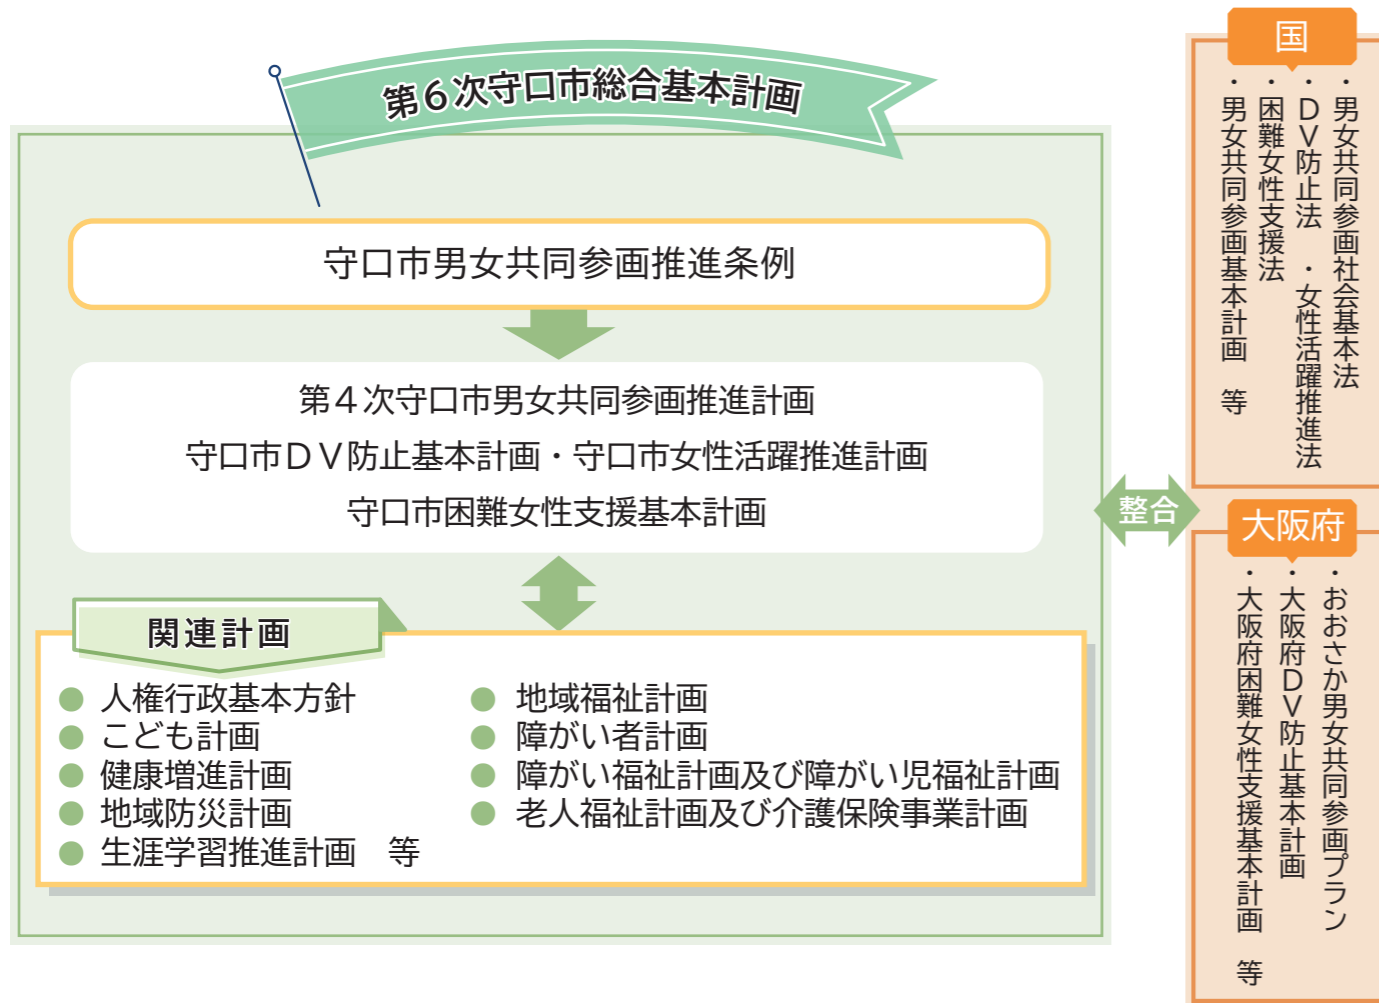 第６次守口市総合基本計画
守口市男女共同参画推進条例
第４次守口市男女共同参画推進計画
守口市ＤＶ防止基本計画・守口市女性活躍推進計画
守口市困難女性支援基本計画
関連計画
● 人権行政基本方針
● こども計画
● 健康増進計画
● 地域防災計画
● 生涯学習推進計画　等
● 地域福祉計画
● 障がい者計画
● 障がい福祉計画及び障がい児福祉計画
● 老人福祉計画及び介護保険事業計画
整合
国
・男女共同参画社会基本法
・ＤＶ防止法　・女性活躍推進法
・困難女性支援法
・男女共同参画基本計画　等
大阪府
・おおさか男女共同参画プラン
・大阪府ＤＶ防止基本計画
・大阪府困難女性支援基本計画　等